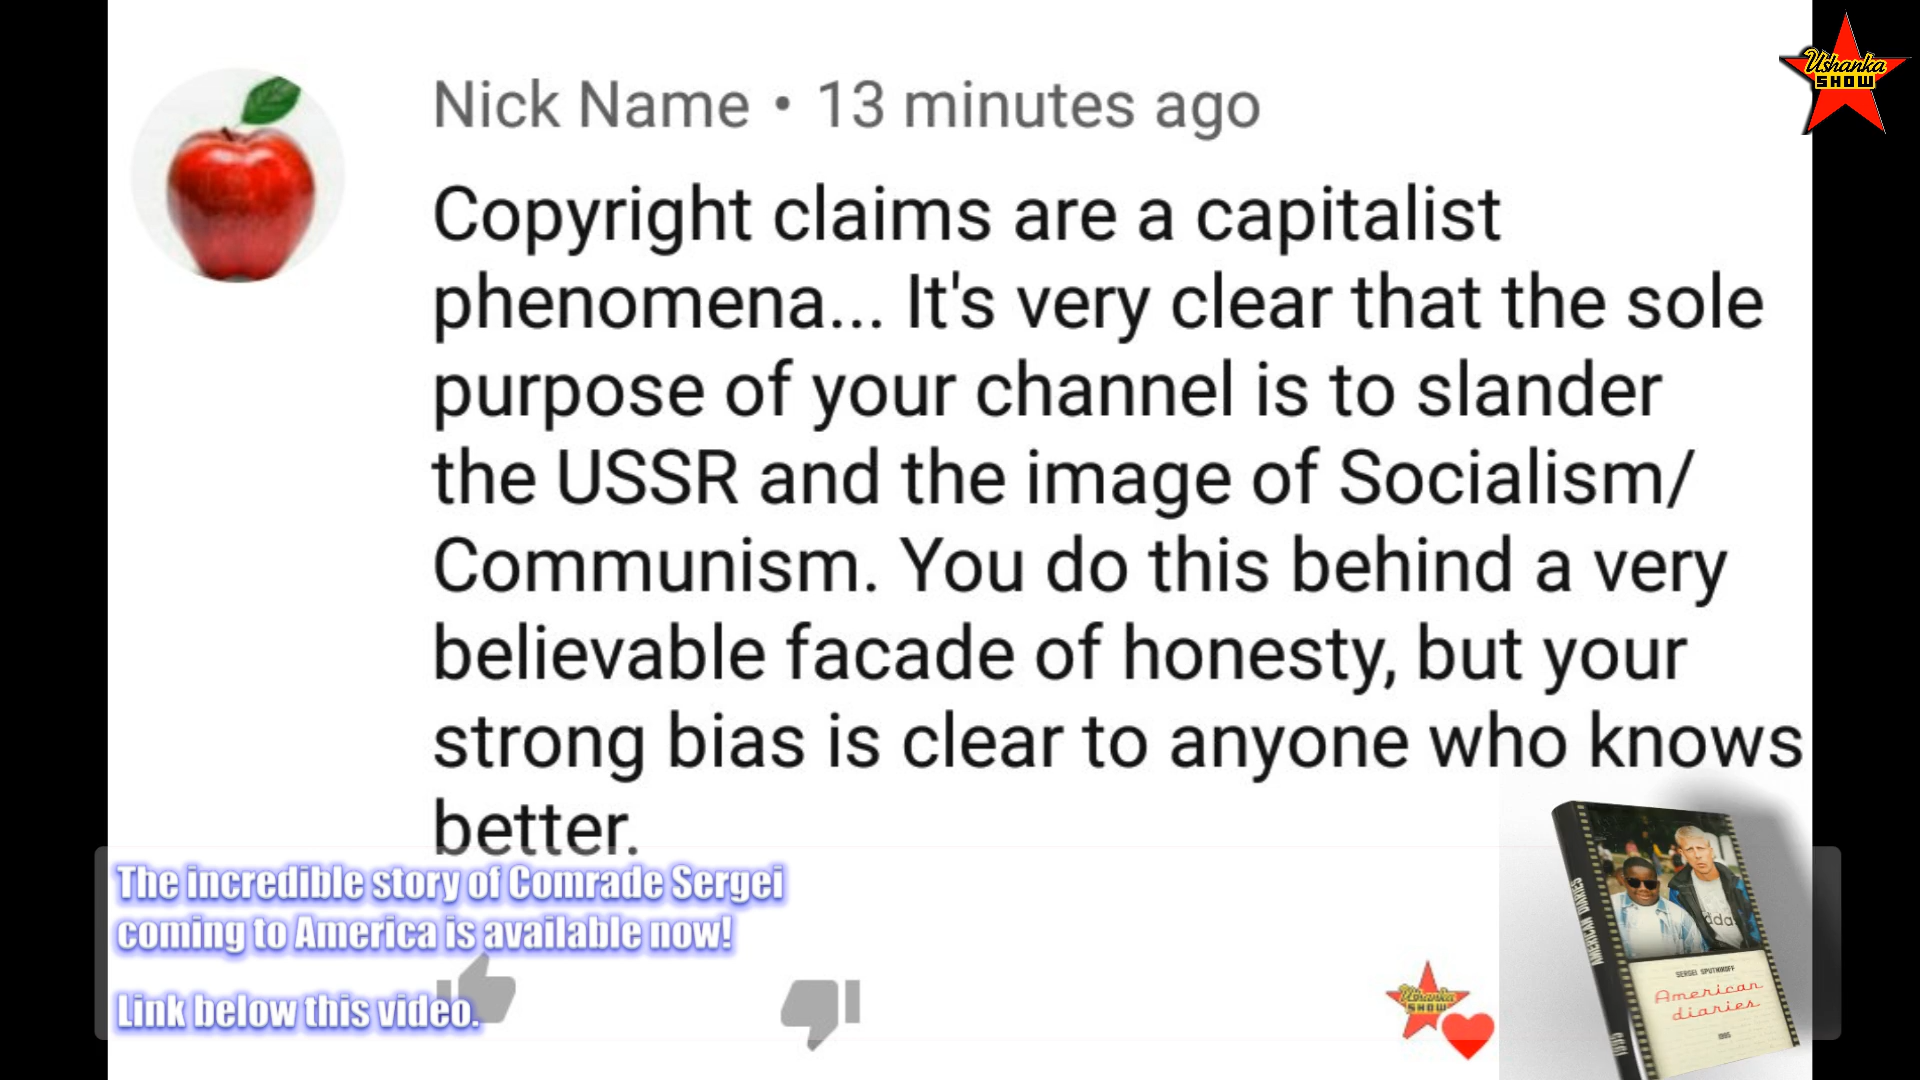 Ushanka
SHOW
Nick Name • 13 minutes ago
Copyright claims are a capitalist
phenomena... It's very clear that the sole
purpose of your channel is to slander
the USSR and the image of Socialism/
Communism. You do this behind a very
believable facade of honesty, but your
strong bias is clear to anyone who knows
better.
The incredible story of Comrade Sergei
coming to America is available now!
Link below this video.
Ushanka
SHOW
AMERICAN DIARIES
SERGEI SPUTNIKOFF
American
diaries
1995